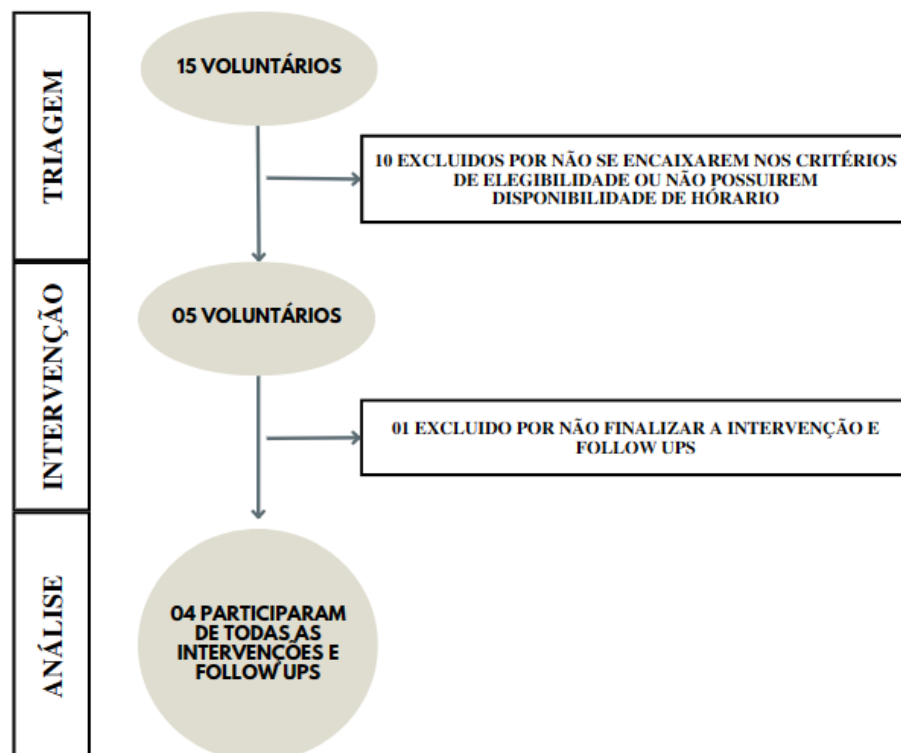 TRIAGEM
15 VOLUNTÁRIOS
10 EXCLUIDOS POR NÃO SE ENCAIXAREM NOS CRITÉRIOS
DE ELEGIBILIDADE OU NÃO POSSUIREM
DISPONIBILIDADE DE HÓRARIO
INTERVENÇÃO
05 VOLUNTÁRIOS
01 EXCLUIDO POR NÃO FINALIZAR A INTERVENÇÃO E
FOLLOW UPS
ANÁLISE
04 PARTICIPARAM
DE TODAS AS
INTERVENÇÕES E
FOLLOW UPS